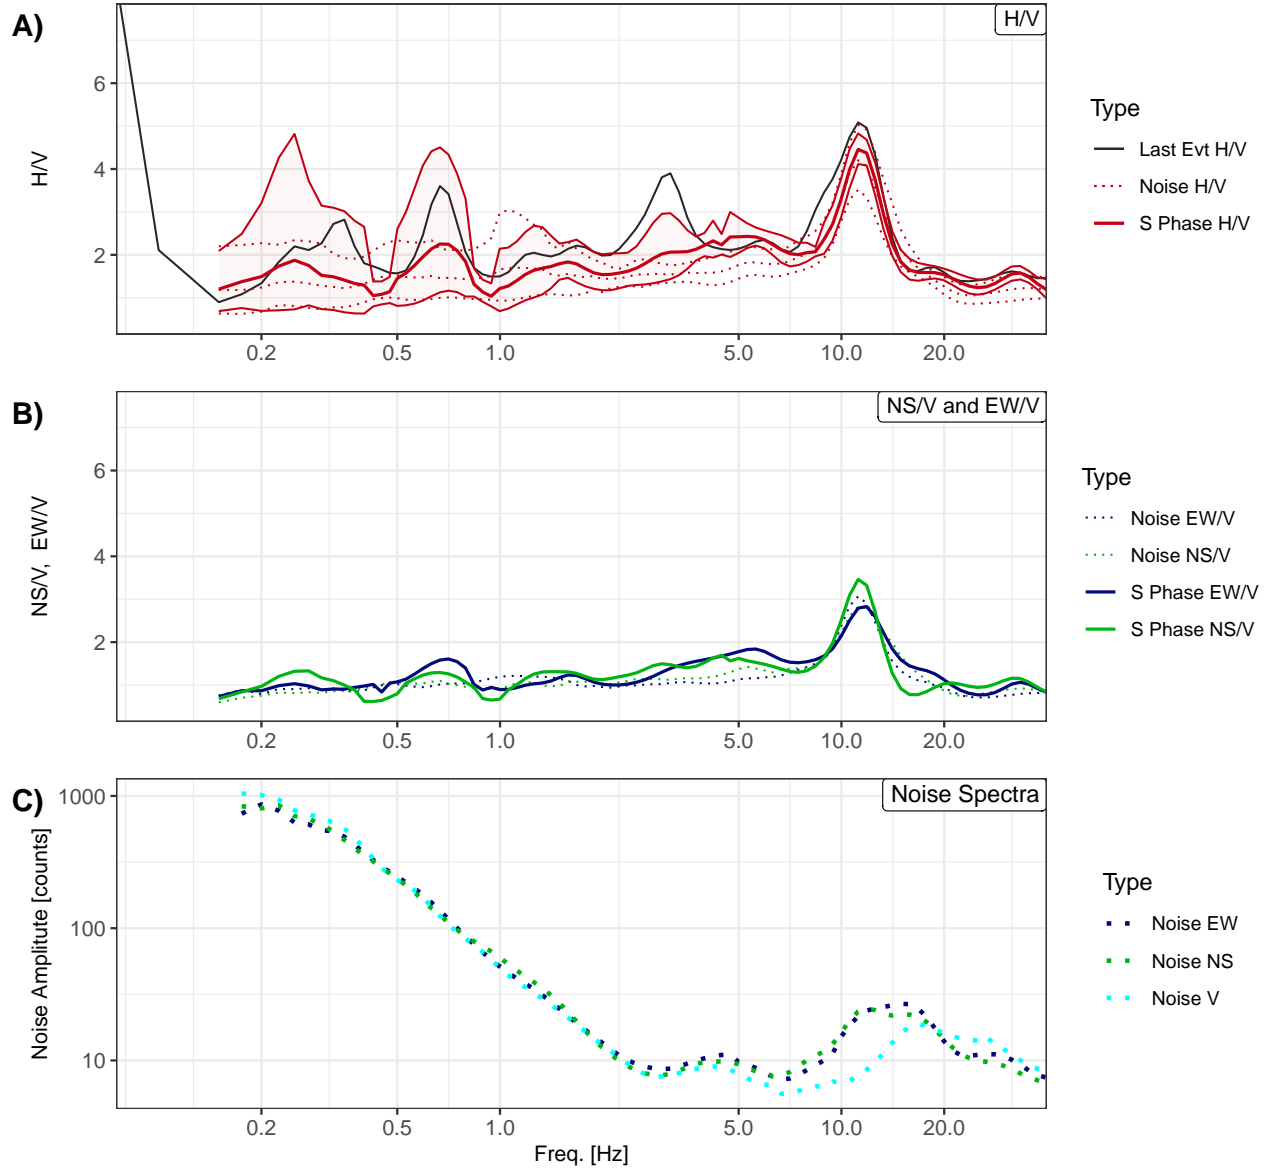 A)
H/V
H/V
6
4
2
0.2 0.5 1.0 5.0 10.0 20.0
Type
Last Evt H/V
Noise H/V
S Phase H/V
B)
NS/V and EW/V
NS/V, EW/V
6
4
2
0.2 0.5 1.0 5.0 10.0 20.0
Type
Noise EW/V
Noise NS/V
S Phase EW/V
S Phase NS/V
C)
Noise Spectra
Noise Amplitude [counts]
1000
100
10
0.2 0.5 1.0 5.0 10.0 20.0
Freq. [Hz]
Type
Noise EW
Noise NS
Noise V